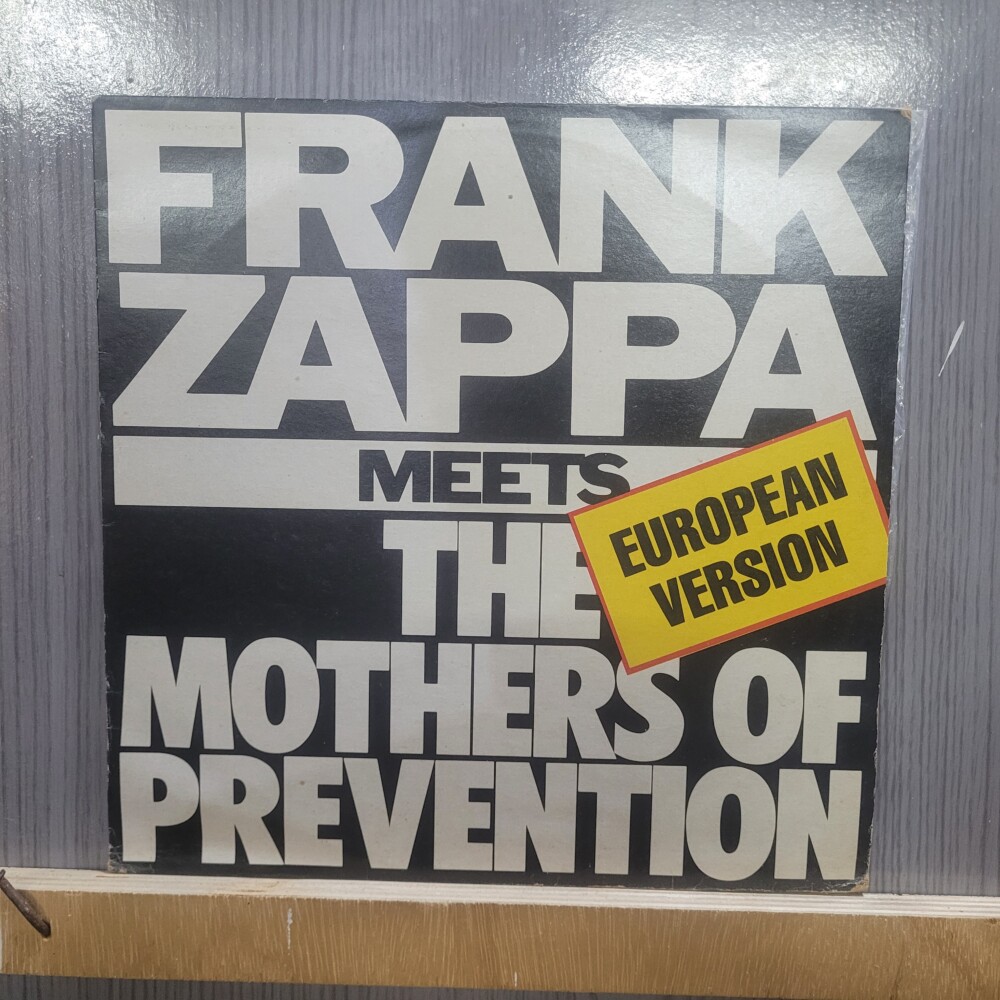 FRANK
ZAPPA
MEETS
THE
EUROPEAN
VERSION
MOTHERS OF
PREVENTION